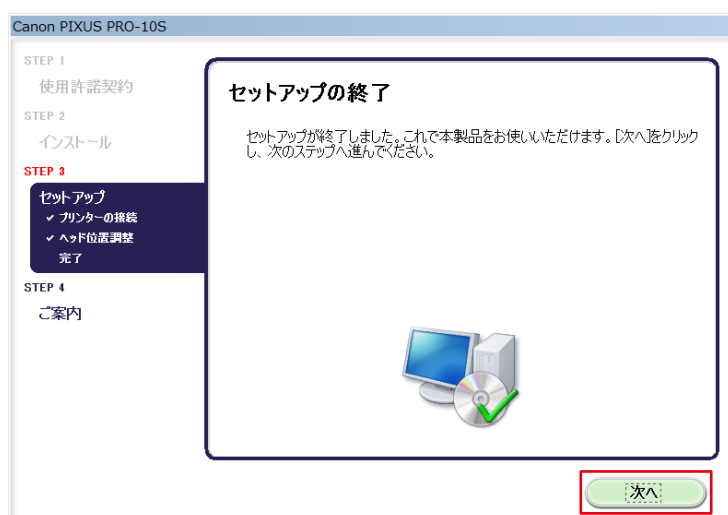 Canon PIXUS PRO-10S
STEP 1
使用許諾契約
STEP 2
インストール
STEP 3
セットアップ
✓ プリンターの接続
✓ ヘッド位置調整
完了
STEP 4
ご案内
セットアップの終了
セットアップが終了しました。これで本製品をお使いいただけます。[次へ]をクリック
し、次のステップへ進んでください。
次へ